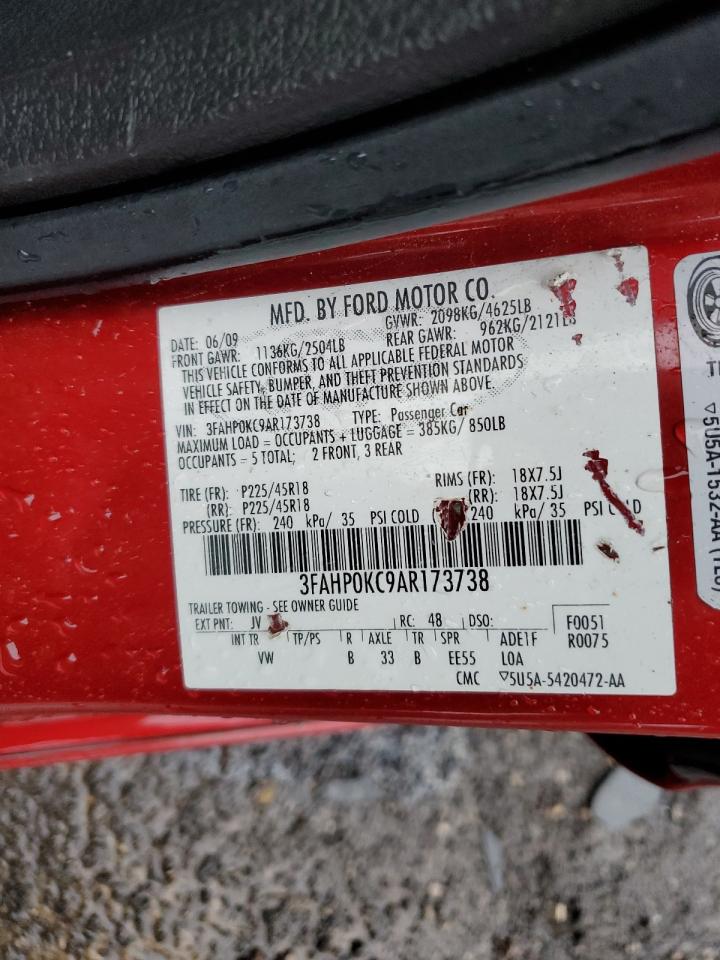 MFD. BY FORD MOTOR CO.
DATE: 06/09 GVWR: 2098KG/4625LB
FRONT GAWR: 1136KG/2504LB REAR GAWR: 962KG/2121LB
THIS VEHICLE CONFORMS TO ALL APPLICABLE FEDERAL MOTOR
VEHICLE SAFETY, BUMPER, AND THEFT PREVENTION STANDARDS
IN EFFECT ON THE DATE OF MANUFACTURE SHOWN ABOVE.
VIN: 3FAHP0KC9AR173738 TYPE: Passenger Car
MAXIMUM LOAD = OCCUPANTS + LUGGAGE = 385KG/ 850LB
OCCUPANTS = 5 TOTAL; 2 FRONT, 3 REAR
TIRE (FR): P225/45R18 RIMS (FR): 18X7.5J
(RR): P225/45R18 (RR): 18X7.5J
PRESSURE (FR): 240 kPa/ 35 PSI COLD 240 kPa/ 35 PSI COLD
3FAHP0KC9AR173738
TRAILER TOWING - SEE OWNER GUIDE
EXT PNT: JV RC: 48 DSO: F0051
INT TR TP/PS R AXLE TR SPR ADE1F R0075
VW B 33 B EE55 LOA
CMC ▽5U5A-5420472-AA